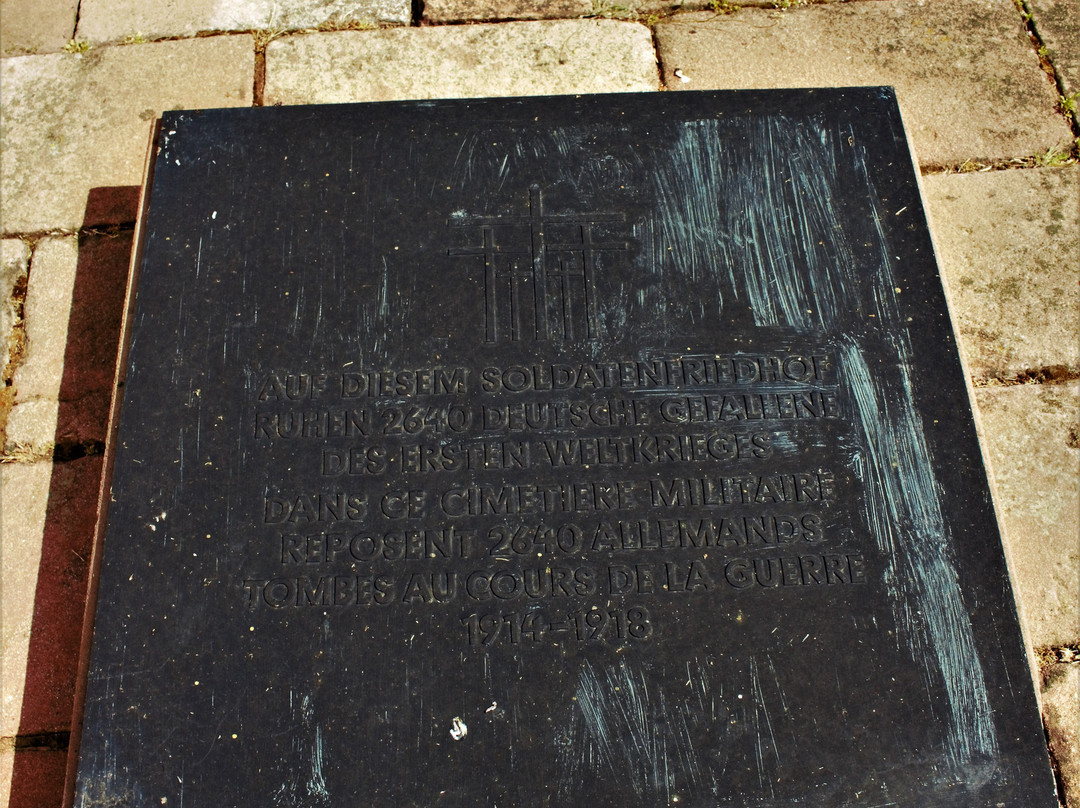 AUF DIESEM SOLDATENFRIEDHOF
RUHEN 2640 DEUTSCHE GEFALLENE
DES ERSTEN WELTKRIEGES
DANS CE CIMETIERE MILITAIRE
REPOSENT 2640 ALLEMANDS
TOMBES AU COURS DE LA GUERRE
1914-1918